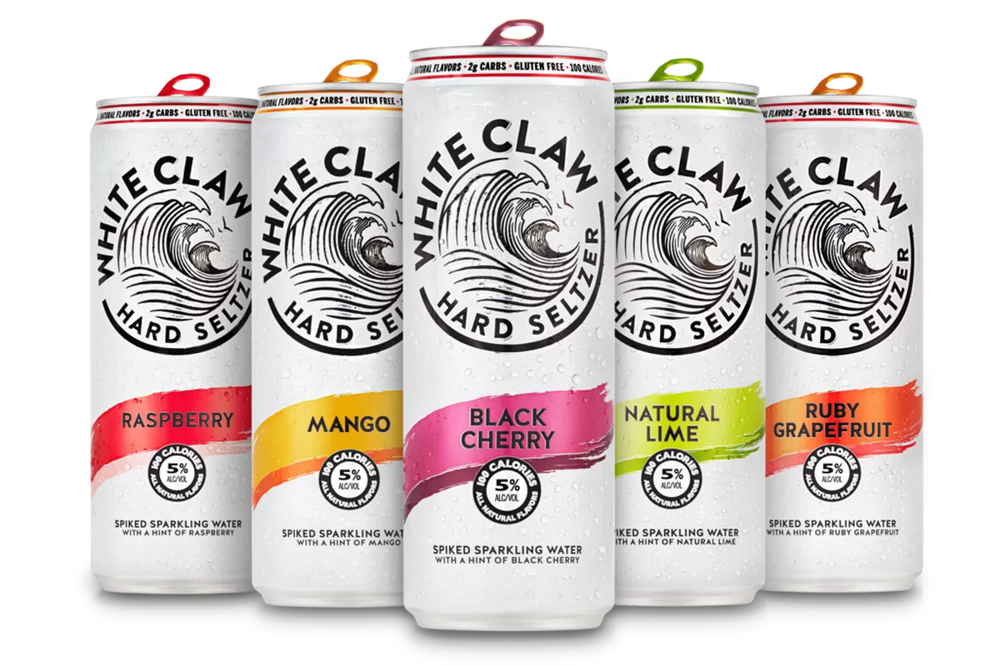 NATURAL FLAVORS • 2g CARBS • GLUTEN FREE • 100 CAL
WHITE CLAW
HARD SELTZER
RASPBERRY
100 CALORIES
5%
ALC/VOL
ALL NATURAL FLAVORS
SPIKED SPARKLING WATER
WITH A HINT OF RASPBERRY
NATURAL FLAVORS • 2g CARBS • GLUTEN FREE • 1
WHITE CLA
HARD SEL
MANGO
100 CALORIES
5%
ALC/VOL
ALL NATURAL FLAVORS
SPIKED SPARKLING WAT
WITH A HINT OF MANGO
NATURAL FLAVORS • 2g CARBS • GLUTEN FREE • 100 CALORIES
WHITE CLAW
HARD SELTZER
BLACK
CHERRY
100 CALORIES
5%
ALC/VOL
ALL NATURAL FLAVORS
SPIKED SPARKLING WATER
WITH A HINT OF BLACK CHERRY
ORS • 2g CARBS • GLUTEN FREE • 100 CALORIES
E CLAW
HARD SELTZER
NATURAL
LIME
100 CALORIES
5%
ALC/VOL
ALL NATURAL FLAVORS
IKED SPARKLING WATER
TH A HINT OF NATURAL LIME
FLAVORS • 2g CARBS • GLUTEN FREE • 100 CALORIES
TE CLAW
HARD SELTZER
RUBY
GRAPEFRUIT
100 CALORIES
5%
ALC/VOL
ALL NATURAL FLAVORS
SPIKED SPARKLING WATER
WITH A HINT OF RUBY GRAPEFRUIT